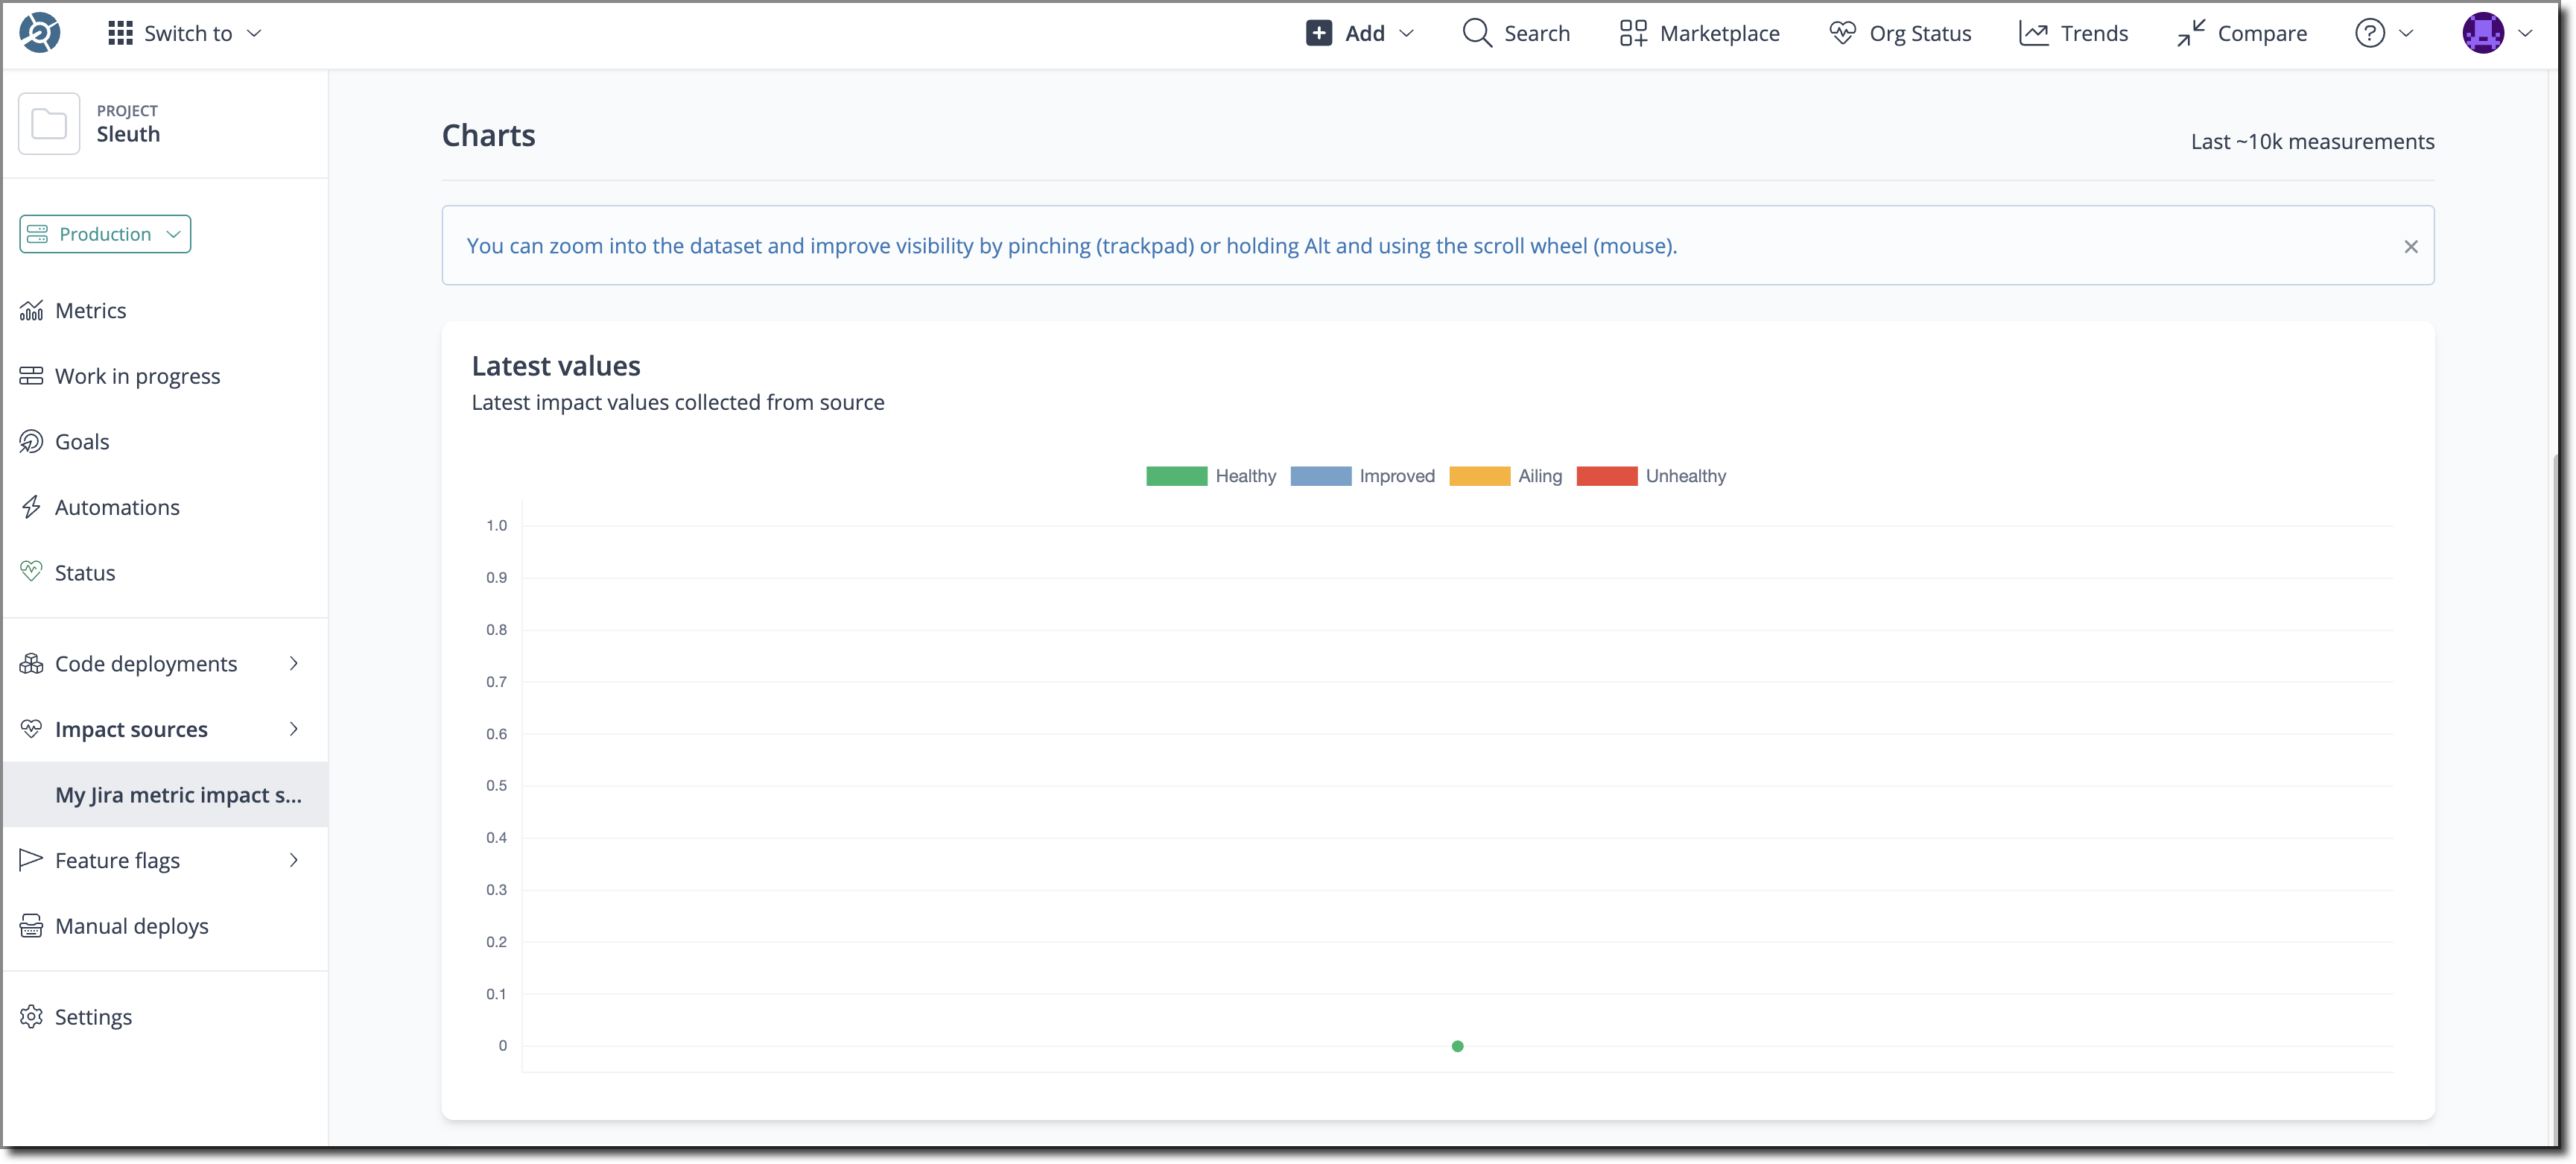 Switch to
Add
Search
Marketplace
Org Status
Trends
Compare
PROJECT
Sleuth
Production
Metrics
Work in progress
Goals
Automations
Status
Code deployments
Impact sources
My Jira metric impact s...
Feature flags
Manual deploys
Settings
Charts
Last ~10k measurements
You can zoom into the dataset and improve visibility by pinching (trackpad) or holding Alt and using the scroll wheel (mouse).
Latest values
Latest impact values collected from source
Healthy Improved Ailing Unhealthy
1.0
0.9
0.8
0.7
0.6
0.5
0.4
0.3
0.2
0.1
0